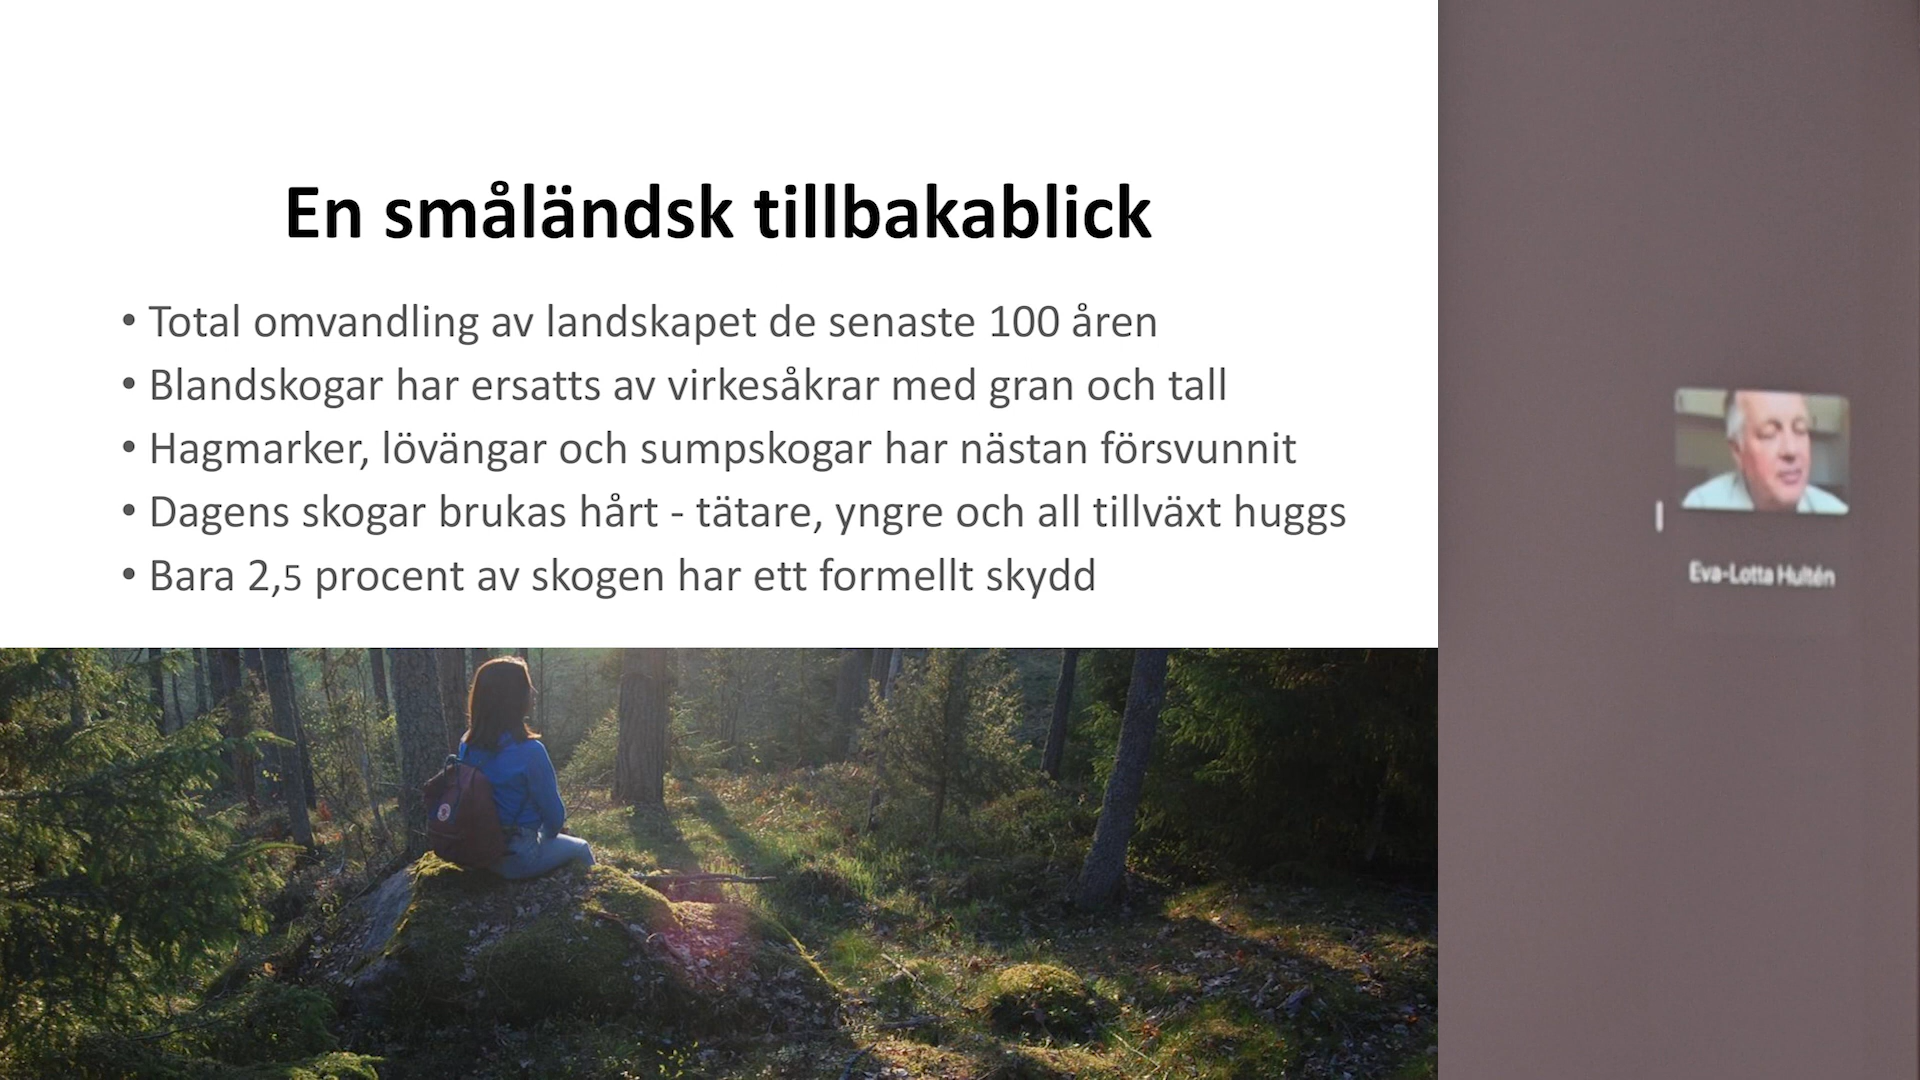 En småländsk tillbakablick
• Total omvandling av landskapet de senaste 100 åren
• Blandskogar har ersatts av virkesåkrar med gran och tall
• Hagmarker, lövängar och sumpskogar har nästan försvunnit
• Dagens skogar brukas hårt - tätare, yngre och all tillväxt huggs
• Bara 2,5 procent av skogen har ett formellt skydd
Eva-Lotta Hultén